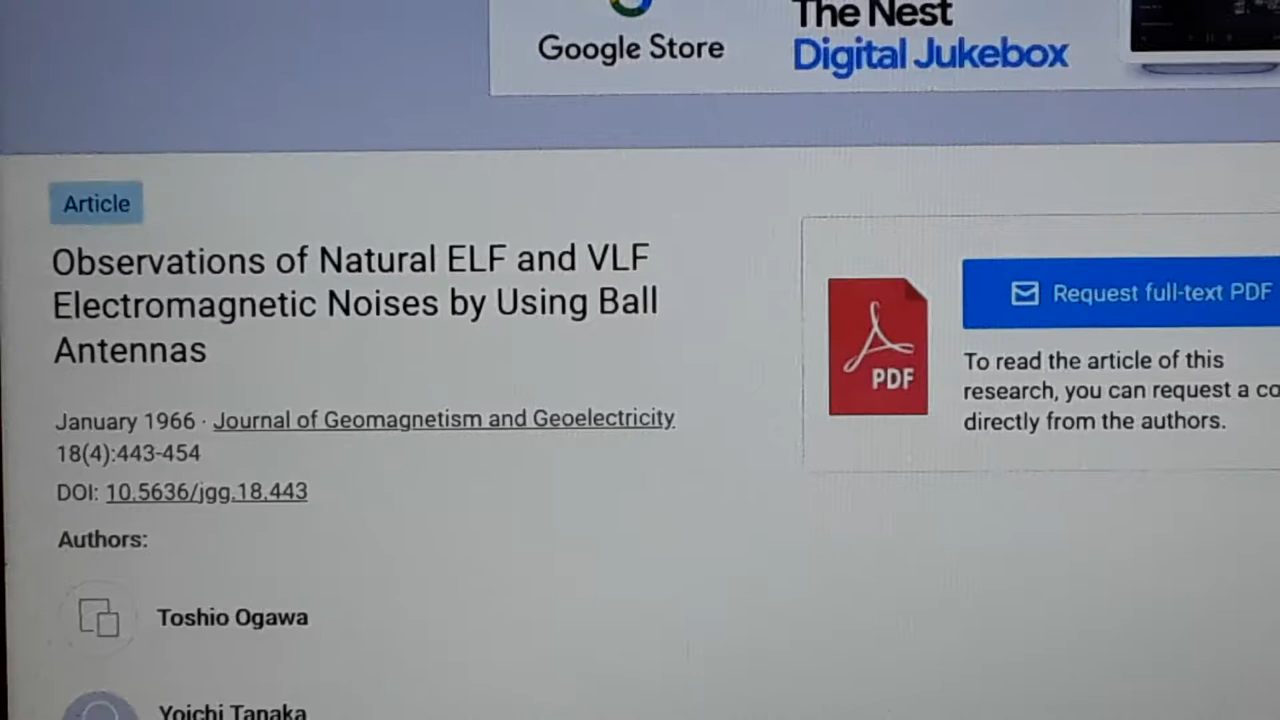 The Nest
Google Store
Digital Jukebox
Article
Observations of Natural ELF and VLF
Electromagnetic Noises by Using Ball
Antennas
January 1966 · Journal of Geomagnetism and Geoelectricity
18(4):443-454
DOI: 10.5636/jgg.18.443
Authors:
Toshio Ogawa
Yoichi Tanaka
PDF
Request full-text PDF
To read the article of this
research, you can request a co
directly from the authors.